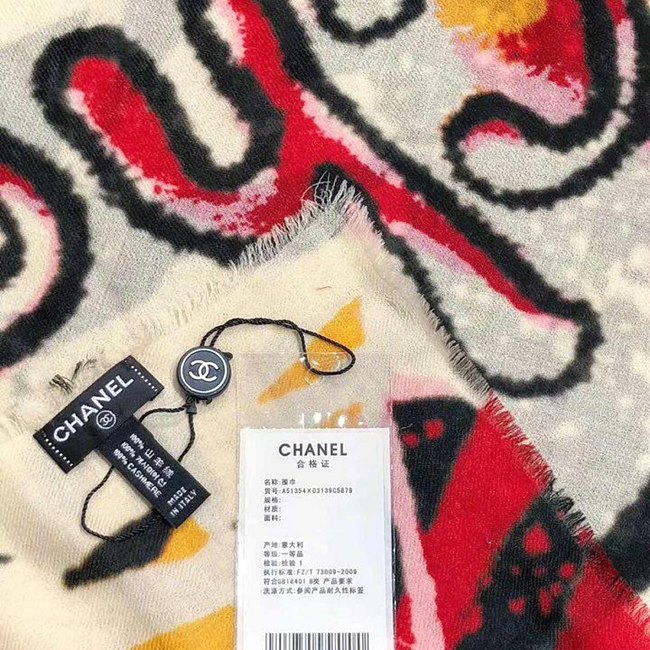 CHANEL
100% 山羊绒
100% 캐시미어
100% CASHMERE
MADE
IN ITALY
CHANEL
合格证
名称:围巾
货号:A51354X03139C5879
规格:
材质:
面料:
产地:意大利
等级:一等品
检验:检验1
执行标准:FZ/T 73009-2009
符合GB18401 B类 产品要求
洗涤方式:参阅产品耐久性标签